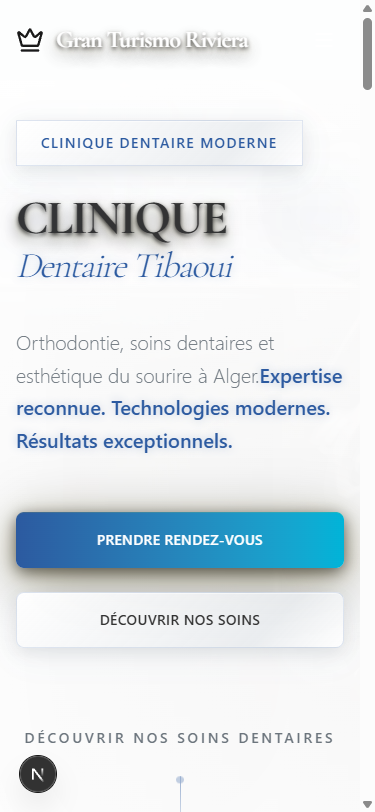 Gran Turismo Riviera
CLINIQUE DENTAIRE MODERNE
CLINIQUE
Dentaire Tibaoui
Orthodontie, soins dentaires et
esthétique du sourire à Alger.Expertise
reconnue. Technologies modernes.
Résultats exceptionnels.
PRENDRE RENDEZ-VOUS
DÉCOUVRIR NOS SOINS
DÉCOUVRIR NOS SOINS DENTAIRES
N